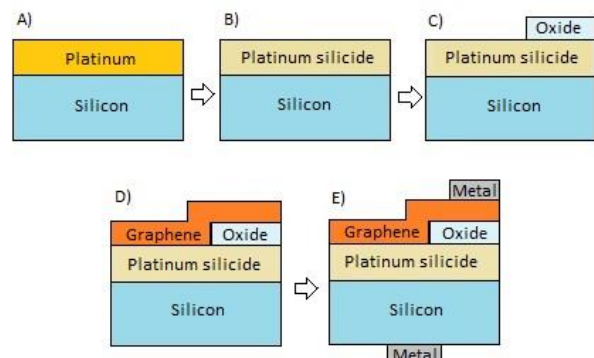 A)
Platinum
Silicon
B)
Platinum silicide
Silicon
C)
Oxide
Platinum silicide
Silicon
D)
Graphene
Oxide
Platinum silicide
Silicon
E)
Metal
Graphene
Oxide
Platinum silicide
Silicon
Metal